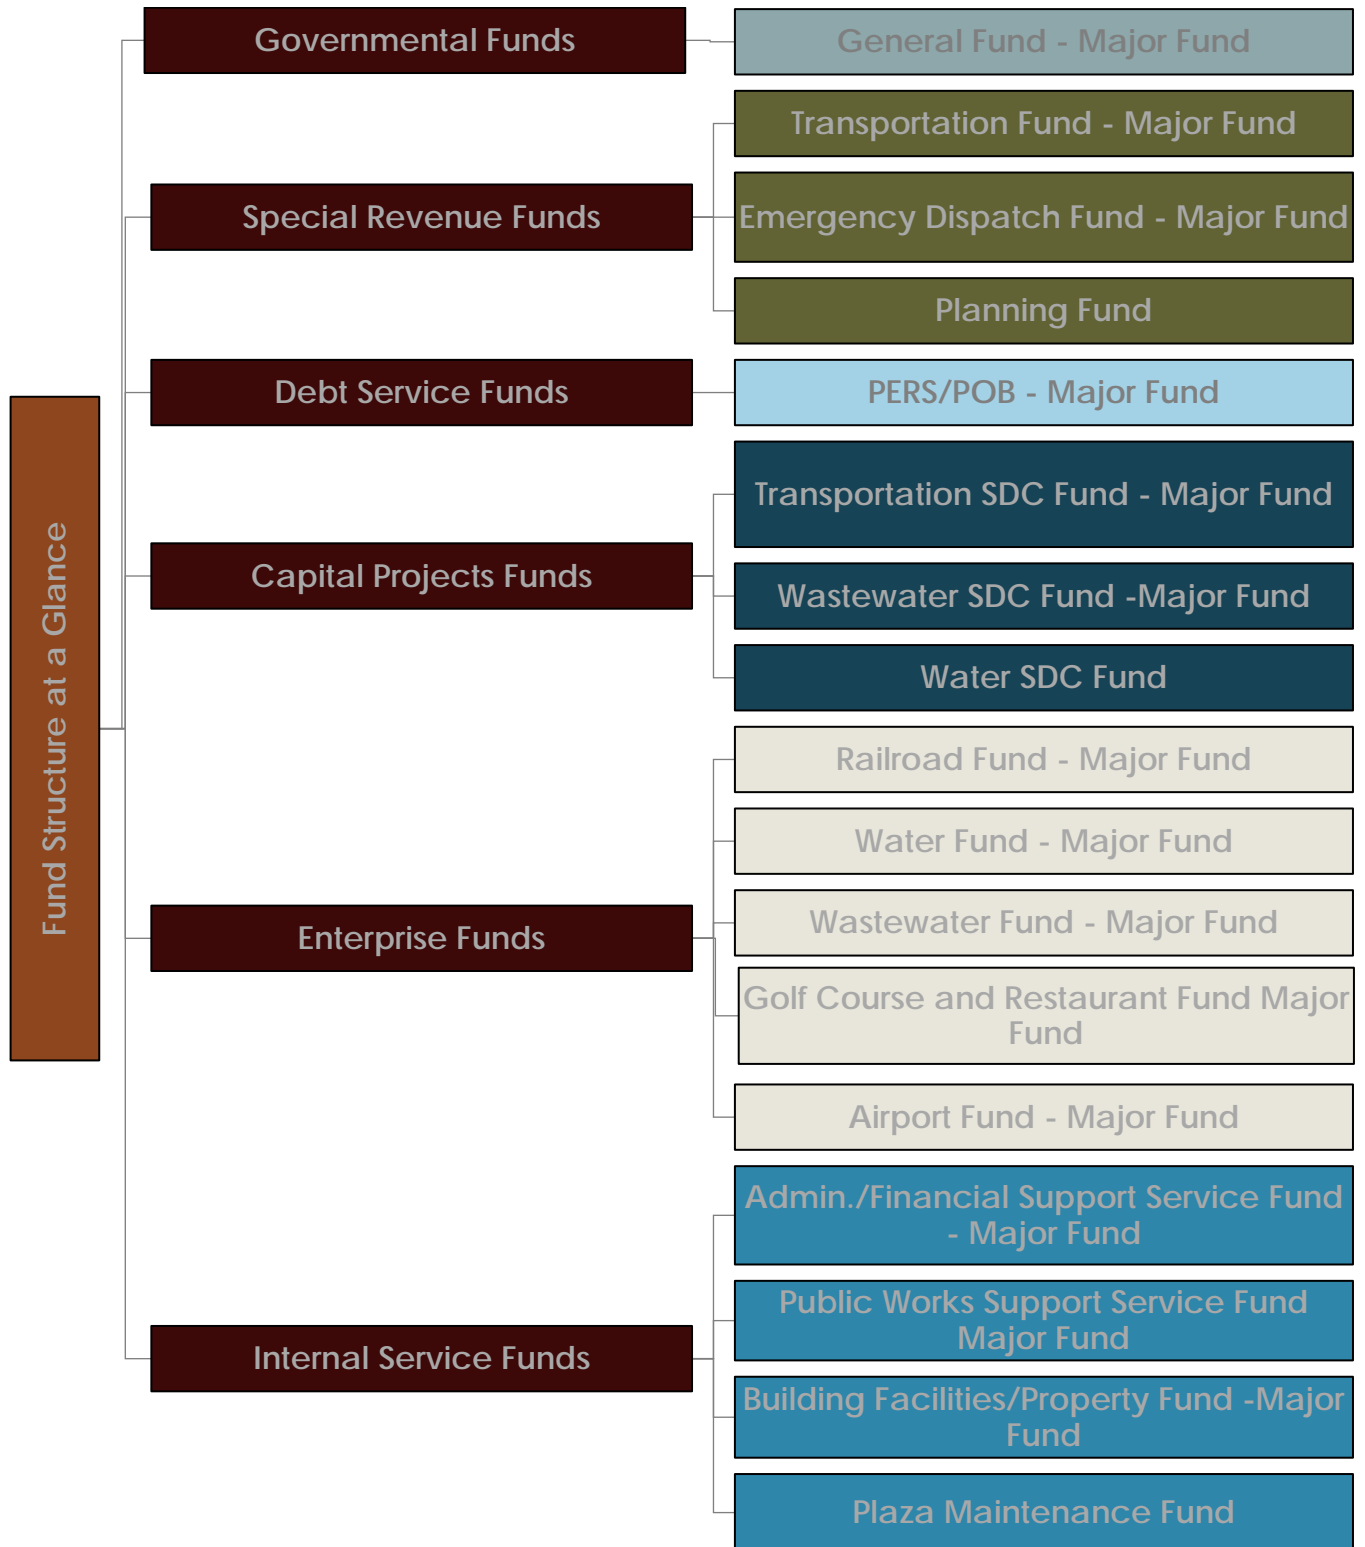 Fund Structure at a Glance
Governmental Funds
General Fund - Major Fund
Special Revenue Funds
Transportation Fund - Major Fund
Emergency Dispatch Fund - Major Fund
Planning Fund
Debt Service Funds
PERS/POB - Major Fund
Capital Projects Funds
Transportation SDC Fund - Major Fund
Wastewater SDC Fund -Major Fund
Water SDC Fund
Enterprise Funds
Railroad Fund - Major Fund
Water Fund - Major Fund
Wastewater Fund - Major Fund
Golf Course and Restaurant Fund Major
Fund
Airport Fund - Major Fund
Internal Service Funds
Admin./Financial Support Service Fund
- Major Fund
Public Works Support Service Fund
Major Fund
Building Facilities/Property Fund -Major
Fund
Plaza Maintenance Fund